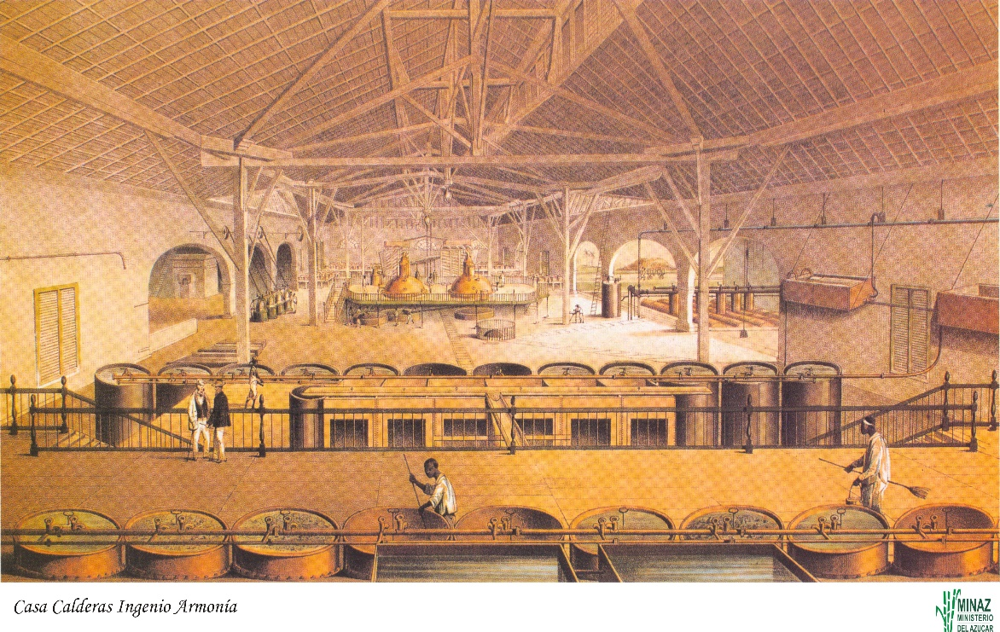 Casa Calderas Ingenio Armonía
MINAZ
MINISTERIO
DEL AZUCAR